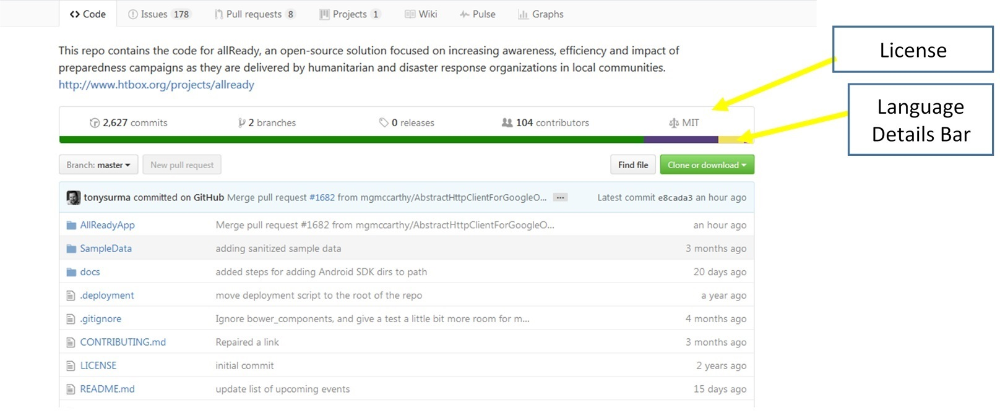 Code Issues 178 Pull requests 8 Projects 1 Wiki Pulse Graphs
This repo contains the code for allReady, an open-source solution focused on increasing awareness, efficiency and impact of
preparedness campaigns as they are delivered by humanitarian and disaster response organizations in local communities.
http://www.htbox.org/projects/allready
License
Language
Details Bar
2,627 commits 2 branches 0 releases 104 contributors MIT
Branch: master New pull request Find file Clone or download
tonysurma committed on GitHub Merge pull request #1682 from mgmccarthy/AbstractHttpClientForGoogleO... ... Latest commit e8cada3 an hour ago
AllReadyApp Merge pull request #1682 from mgmccarthy/AbstractHttpClientForGoogleO... an hour ago
SampleData adding sanitized sample data 3 months ago
docs added steps for adding Android SDK dirs to path 20 days ago
.deployment move deployment script to the root of the repo a year ago
.gitignore Ignore bower_components, and give a test a little bit more room for m... 4 months ago
CONTRIBUTING.md Repaired a link 3 months ago
LICENSE initial commit 2 years ago
README.md update list of upcoming events 15 days ago